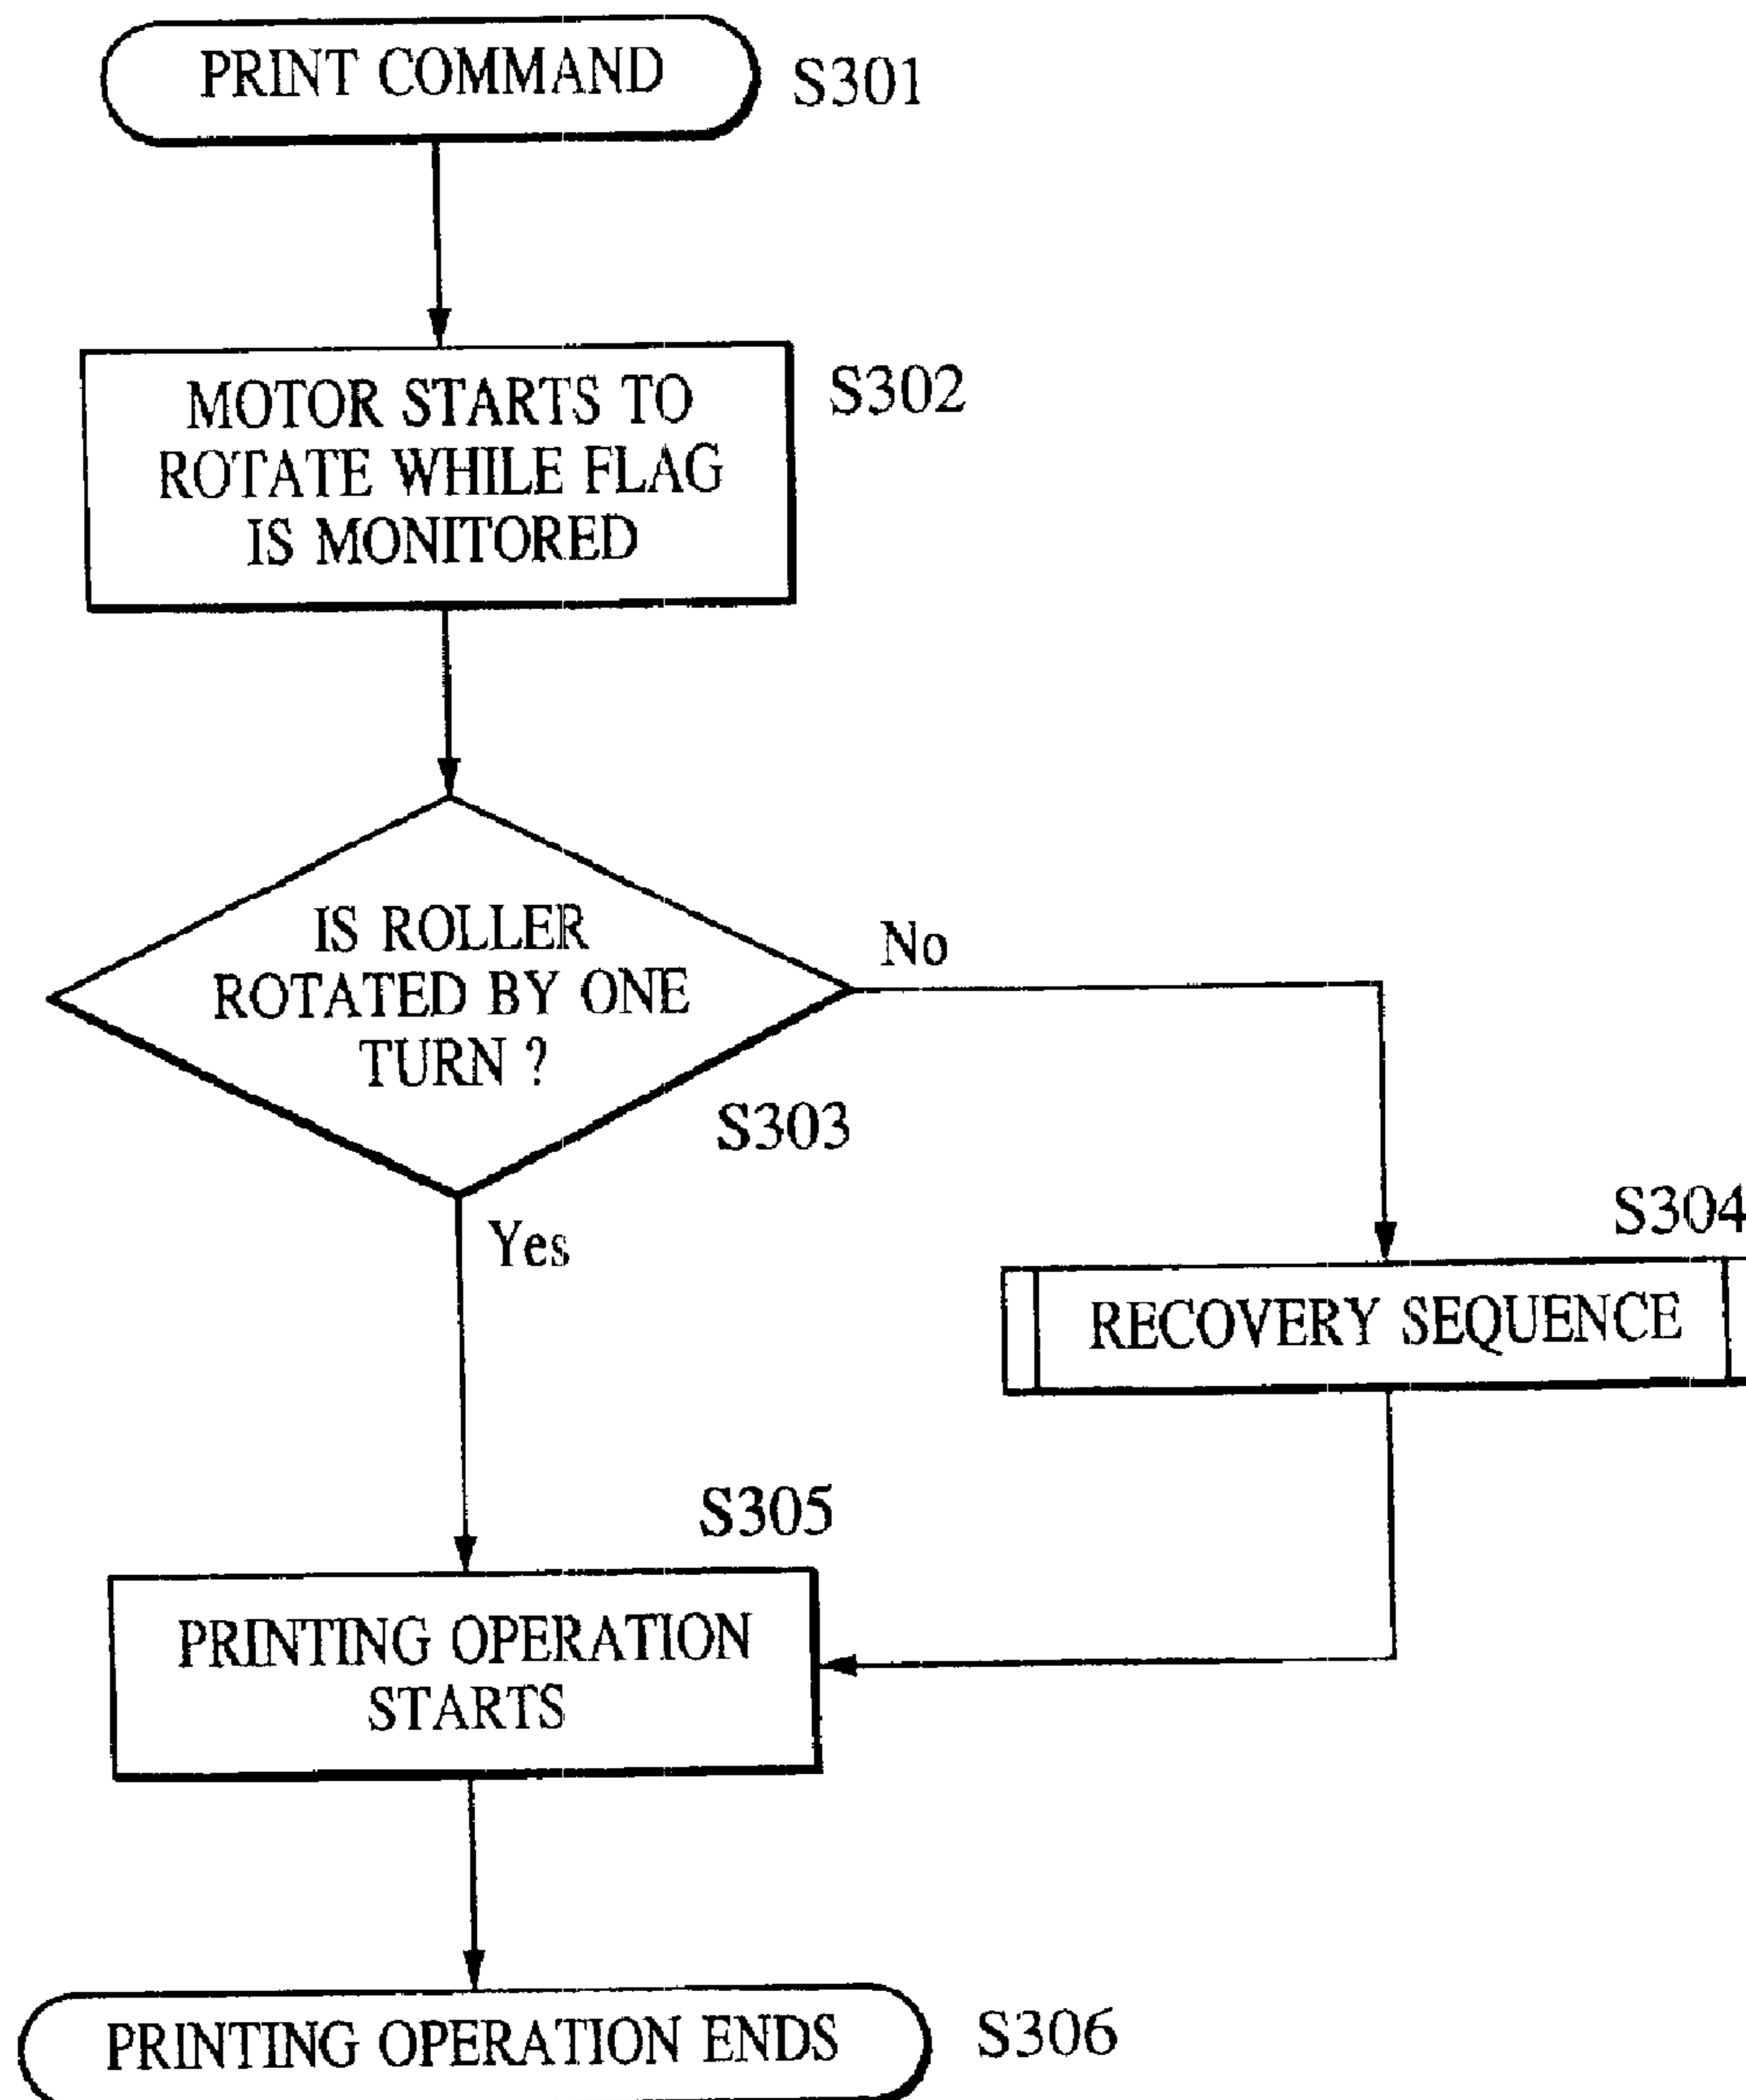 PRINT COMMAND
S301
MOTOR STARTS TO
ROTATE WHILE FLAG
IS MONITORED
S302
IS ROLLER
ROTATED BY ONE
TURN ?
S303
No
Yes
S304
RECOVERY SEQUENCE
S305
PRINTING OPERATION
STARTS
PRINTING OPERATION ENDS
S306